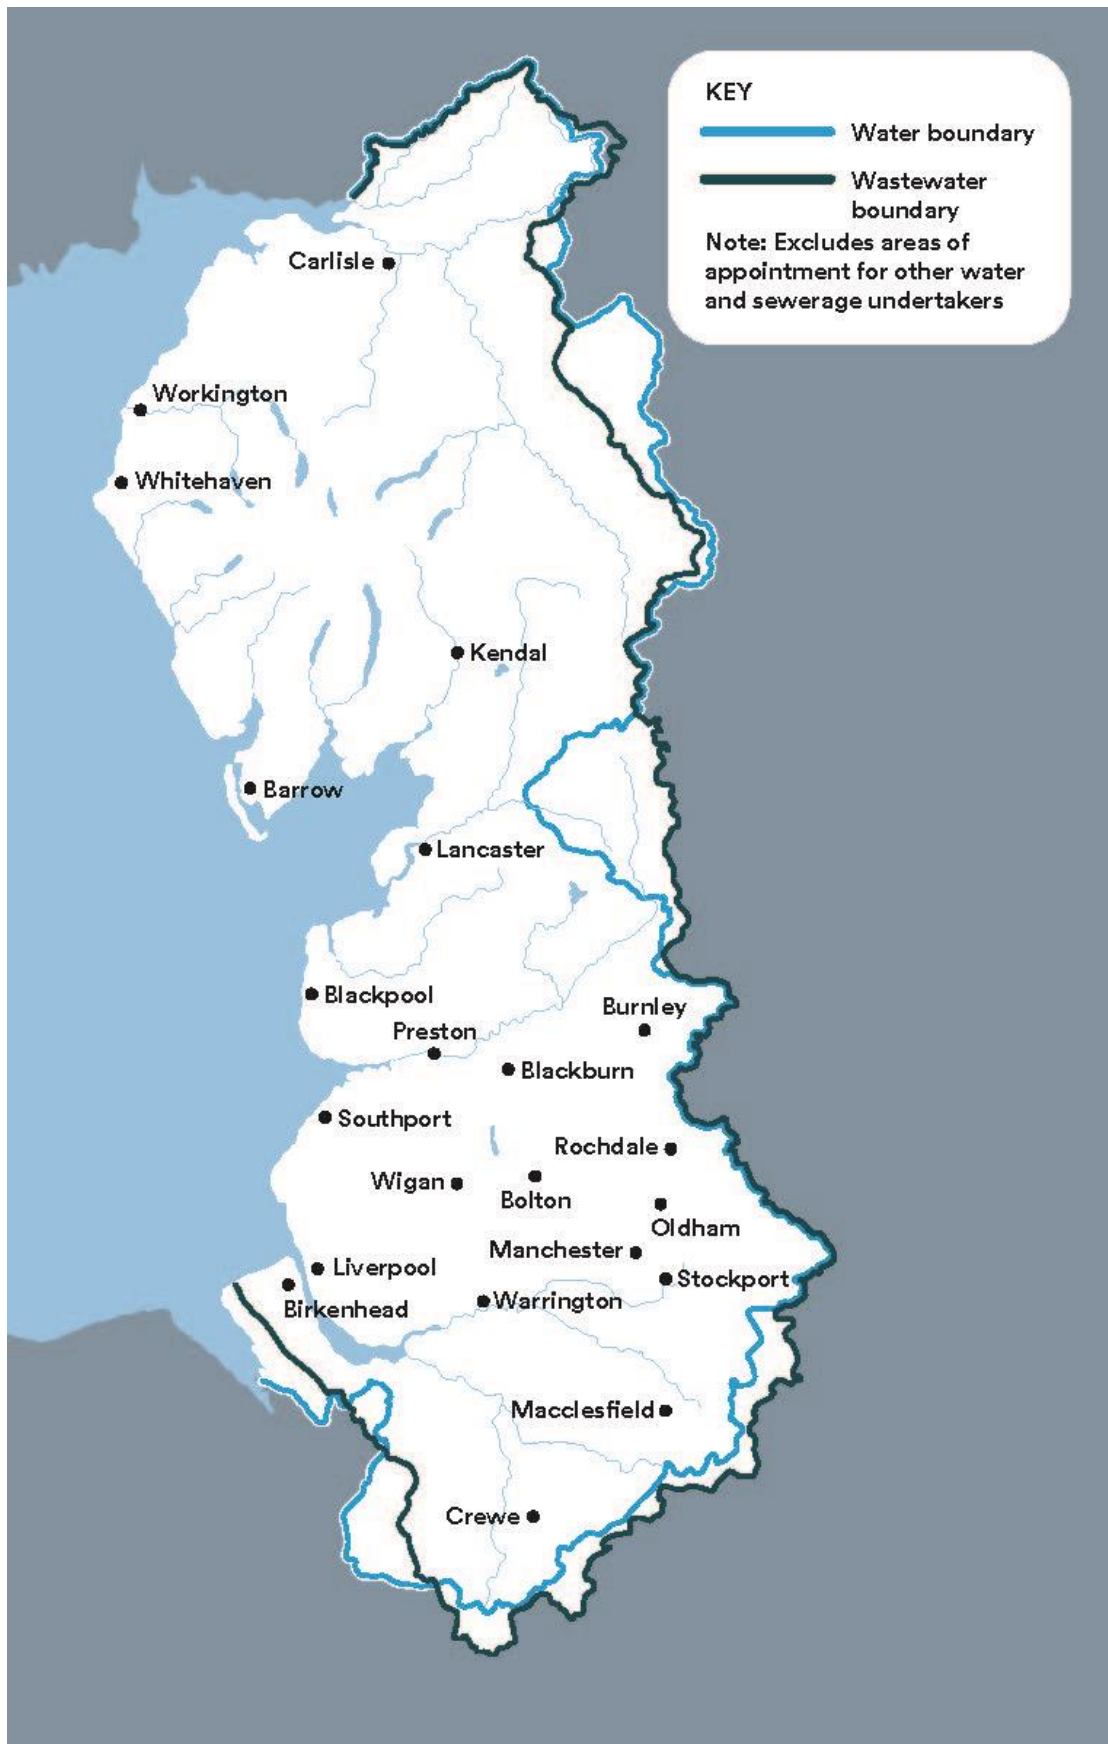 KEY
Water boundary
Wastewater
boundary
Note: Excludes areas of
appointment for other water
and sewerage undertakers
Carlisle
Workington
Whitehaven
Kendal
Barrow
Lancaster
Blackpool
Burnley
Preston
Blackburn
Southport
Rochdale
Wigan
Bolton
Oldham
Manchester
Liverpool
Stockport
Birkenhead
Warrington
Macclesfield
Crewe